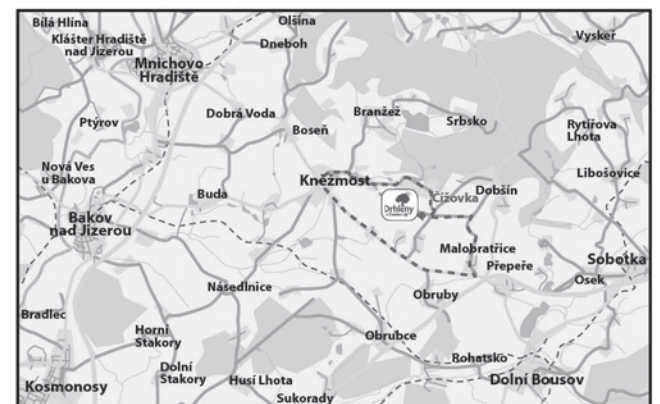 Bílá Hlína
Olšina
Klášter Hradiště
nad Jizerou
Dneboh
Vyskeř
Mnichovo
Hradiště
Dobrá Voda
Branžež
Srbsko
Ptýrov
Boseň
Rytířova
Lhota
Nová Ves
u Bakova
Kněžmost
Libošovice
Buda
Drhleny
Čížovka
Dobšín
Bakov
nad Jizerou
Malobratřice
Přepeře
Sobotka
Násedlnice
Obruby
Osek
Bradlec
Horní
Stakory
Obrubce
Rohatsko
Dolní
Stakory
Husí Lhota
Dolní Bousov
Kosmonosy
Sukorady